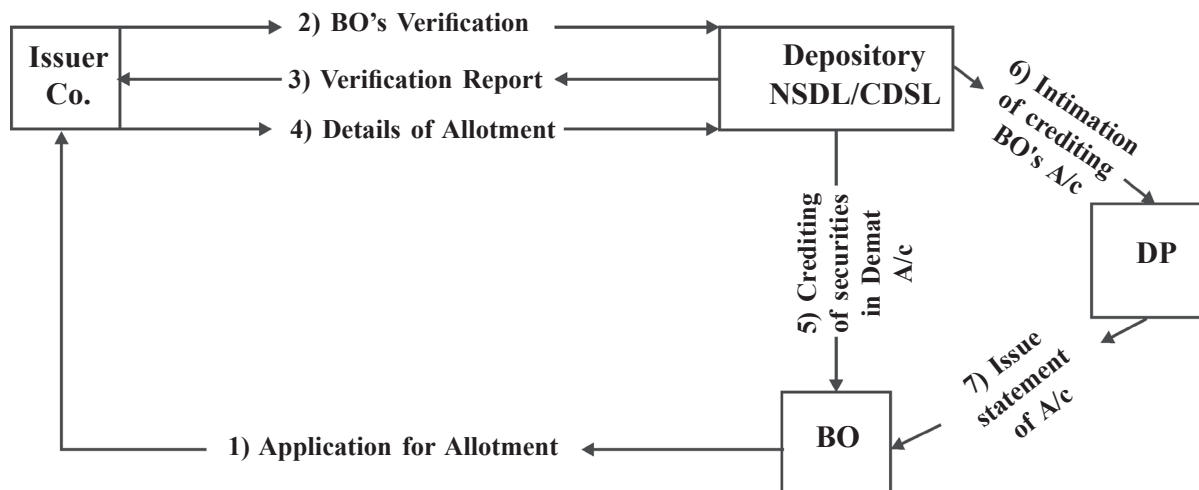 2) BO’s Verification
Issuer
Co.
3) Verification Report
4) Details of Allotment
Depository
NSDL/CDSL
6) Intimation
of crediting
BO's A/c
5) Crediting
of securities
in Demat
A/c
DP
7) Issue
statement
of A/c
BO
1) Application for Allotment